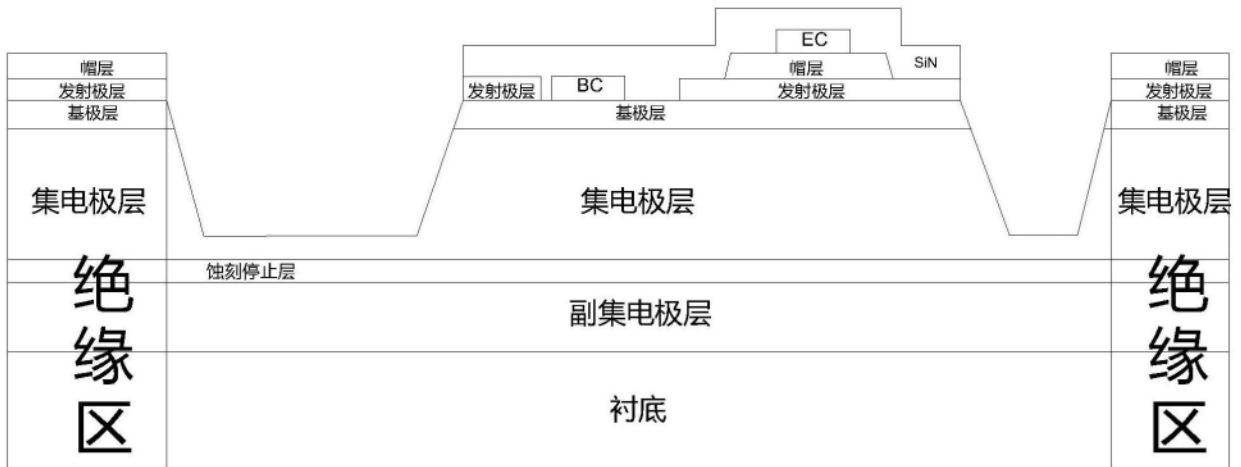 EC
帽层
帽层
SiN
帽层
发射极层
发射极层
BC
发射极层
发射极层
基极层
基极层
基极层
集电极层
集电极层
集电极层
蚀刻停止层
副集电极层
衬底
绝缘区
绝缘区